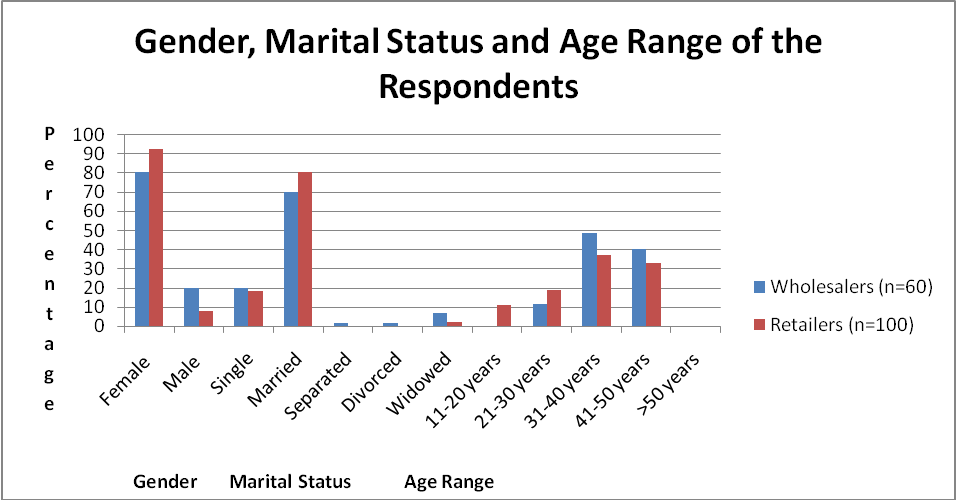 Gender, Marital Status and Age Range of the
Respondents
Percentage
100
90
80
70
60
50
40
30
20
10
0
Female
Male
Single
Married
Separated
Divorced
Widowed
11-20 years
21-30 years
31-40 years
41-50 years
>50 years
Wholesalers (n=60)
Retailers (n=100)
Gender Marital Status Age Range